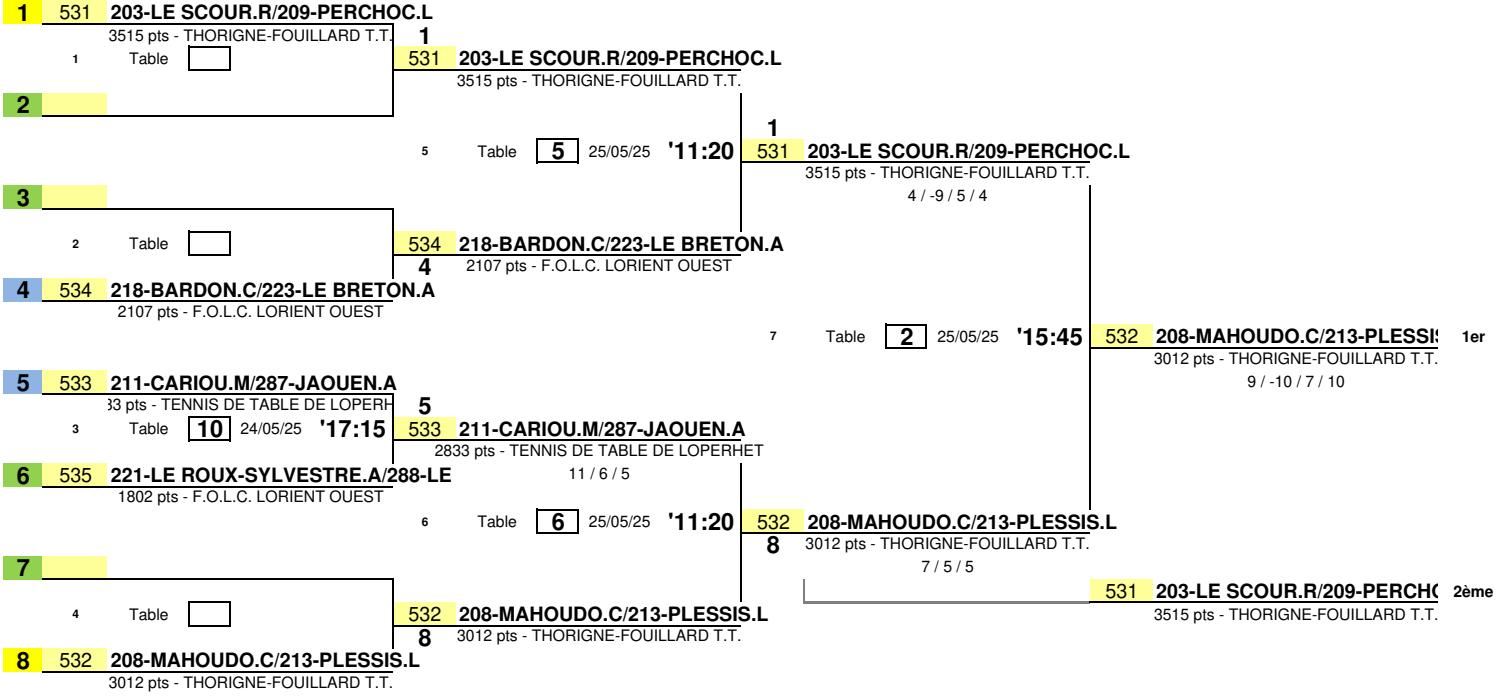 1 531 203-LE SCOUR.R/209-PERCHOC.L
3515 pts - THORIGNE-FOUILLARD T.T. 1
1 Table 531 203-LE SCOUR.R/209-PERCHOC.L
3515 pts - THORIGNE-FOUILLARD T.T.
2
1
5 Table 5 25/05/25 '11:20 531 203-LE SCOUR.R/209-PERCHOC.L
3515 pts - THORIGNE-FOUILLARD T.T.
3 4 / -9 / 5 / 4
2 Table 534 218-BARDON.C/223-LE BRETON.A
4 2107 pts - F.O.L.C. LORIENT OUEST
4 534 218-BARDON.C/223-LE BRETON.A
2107 pts - F.O.L.C. LORIENT OUEST
7 Table 2 25/05/25 '15:45 532 208-MAHOUDO.C/213-PLESSIS 1er
3012 pts - THORIGNE-FOUILLARD T.T.
5 533 211-CARIOU.M/287-JAOUEN.A 9 / -10 / 7 / 10
33 pts - TENNIS DE TABLE DE LOPERH 5
3 Table 10 24/05/25 '17:15 533 211-CARIOU.M/287-JAOUEN.A
2833 pts - TENNIS DE TABLE DE LOPERHET
6 535 221-LE ROUX-SYLVESTRE.A/288-LE 11 / 6 / 5
1802 pts - F.O.L.C. LORIENT OUEST
6 Table 6 25/05/25 '11:20 532 208-MAHOUDO.C/213-PLESSIS.L
8 3012 pts - THORIGNE-FOUILLARD T.T.
7 7 / 5 / 5
531 203-LE SCOUR.R/209-PERCHO 2ème
4 Table 532 208-MAHOUDO.C/213-PLESSIS.L 3515 pts - THORIGNE-FOUILLARD T.T.
8 3012 pts - THORIGNE-FOUILLARD T.T.
8 532 208-MAHOUDO.C/213-PLESSIS.L
3012 pts - THORIGNE-FOUILLARD T.T.